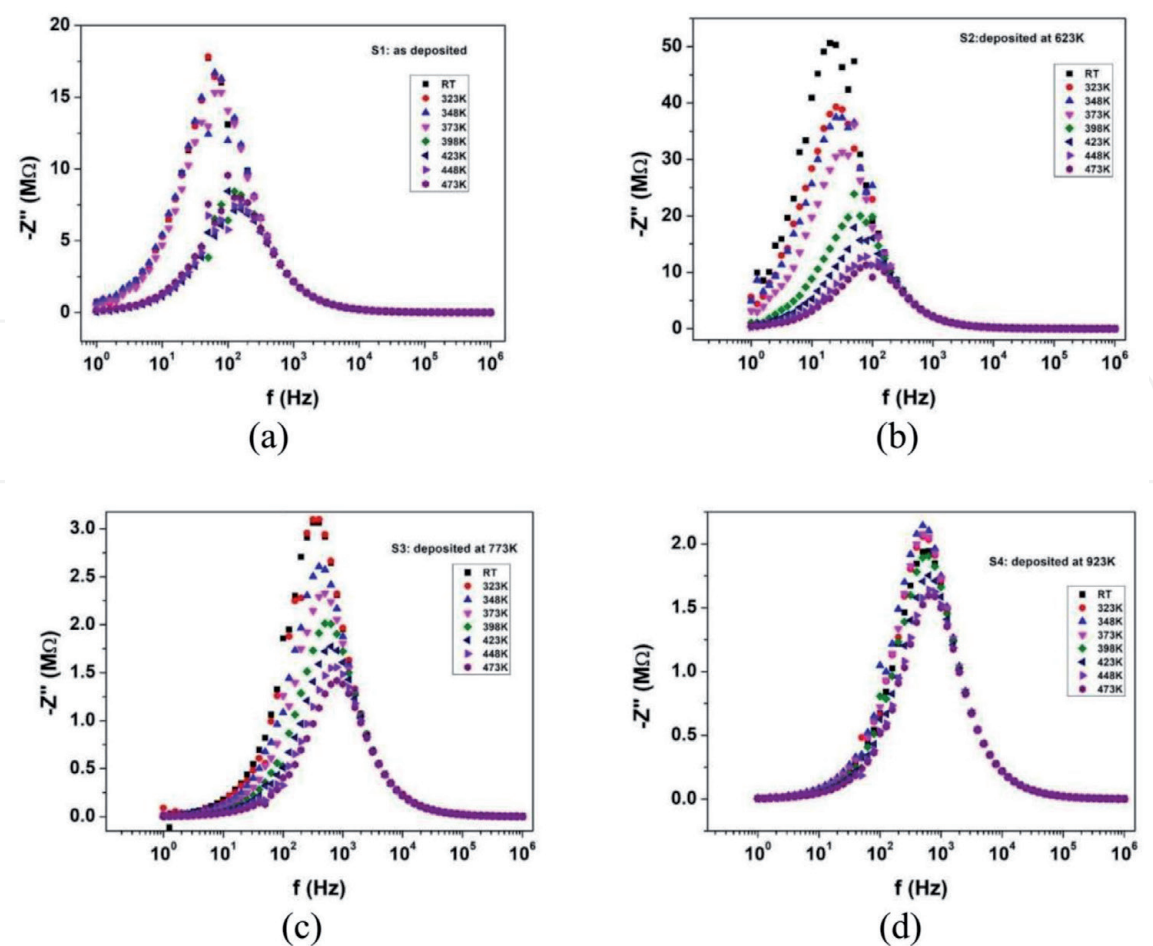 20
15
10
5
0
-Z" (MΩ)
S1: as deposited
RT
323K
348K
373K
398K
423K
448K
473K
10⁰ 10¹ 10² 10³ 10⁴ 10⁵ 10⁶
f (Hz)
(a)
50
40
30
20
10
0
-Z" (MΩ)
S2:deposited at 623K
RT
323K
348K
373K
398K
423K
448K
473K
10⁰ 10¹ 10² 10³ 10⁴ 10⁵ 10⁶
f (Hz)
(b)
3.0
2.5
2.0
1.5
1.0
0.5
0.0
-Z" (MΩ)
S3: deposited at 773K
RT
323K
348K
373K
398K
423K
448K
473K
10⁰ 10¹ 10² 10³ 10⁴ 10⁵ 10⁶
f (Hz)
(c)
2.0
1.5
1.0
0.5
0.0
-Z" (MΩ)
S4: deposited at 923K
RT
323K
348K
373K
398K
423K
448K
473K
10⁰ 10¹ 10² 10³ 10⁴ 10⁵ 10⁶
f (Hz)
(d)